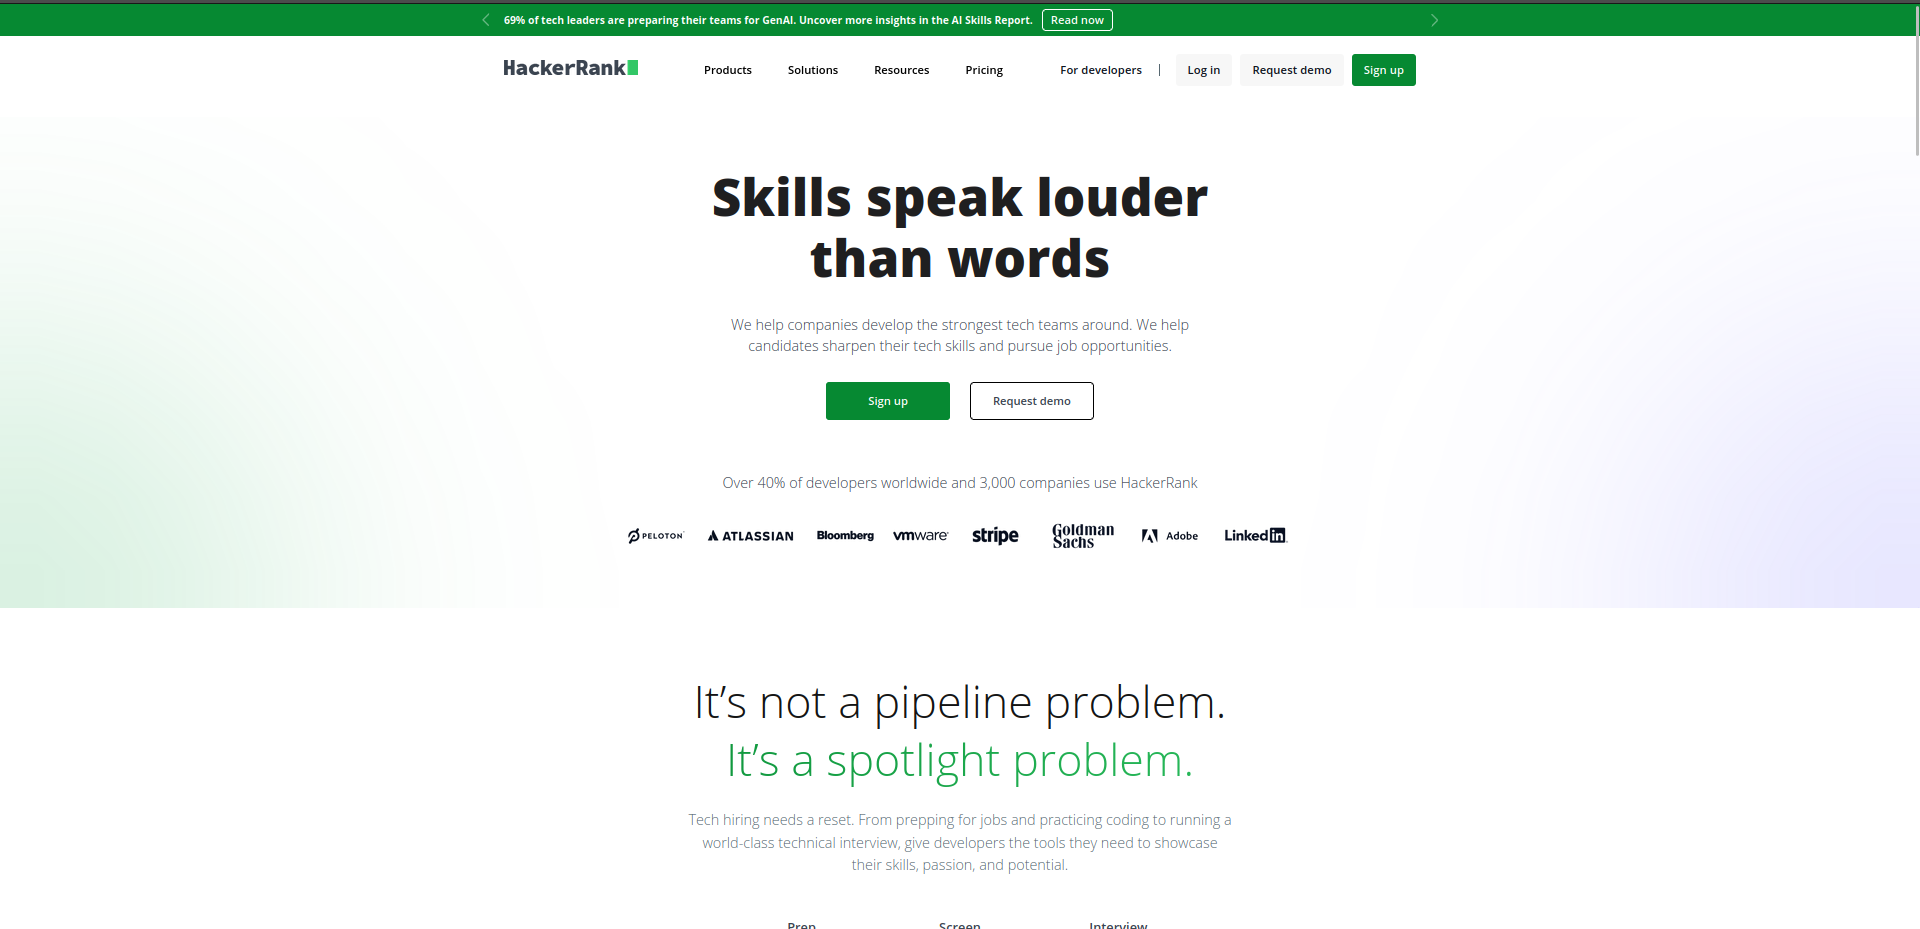 69% of tech leaders are preparing their teams for GenAI. Uncover more insights in the AI Skills Report. Read now
HackerRank
Products Solutions Resources Pricing For developers | Log in Request demo Sign up
Skills speak louder
than words
We help companies develop the strongest tech teams around. We help
candidates sharpen their tech skills and pursue job opportunities.
Sign up Request demo
Over 40% of developers worldwide and 3,000 companies use HackerRank
PELOTON ATLASSIAN Bloomberg vmware stripe Goldman Sachs Adobe LinkedIn
It’s not a pipeline problem.
It’s a spotlight problem.
Tech hiring needs a reset. From prepping for jobs and practicing coding to running a
world-class technical interview, give developers the tools they need to showcase
their skills, passion, and potential.
Prep Screen Interview